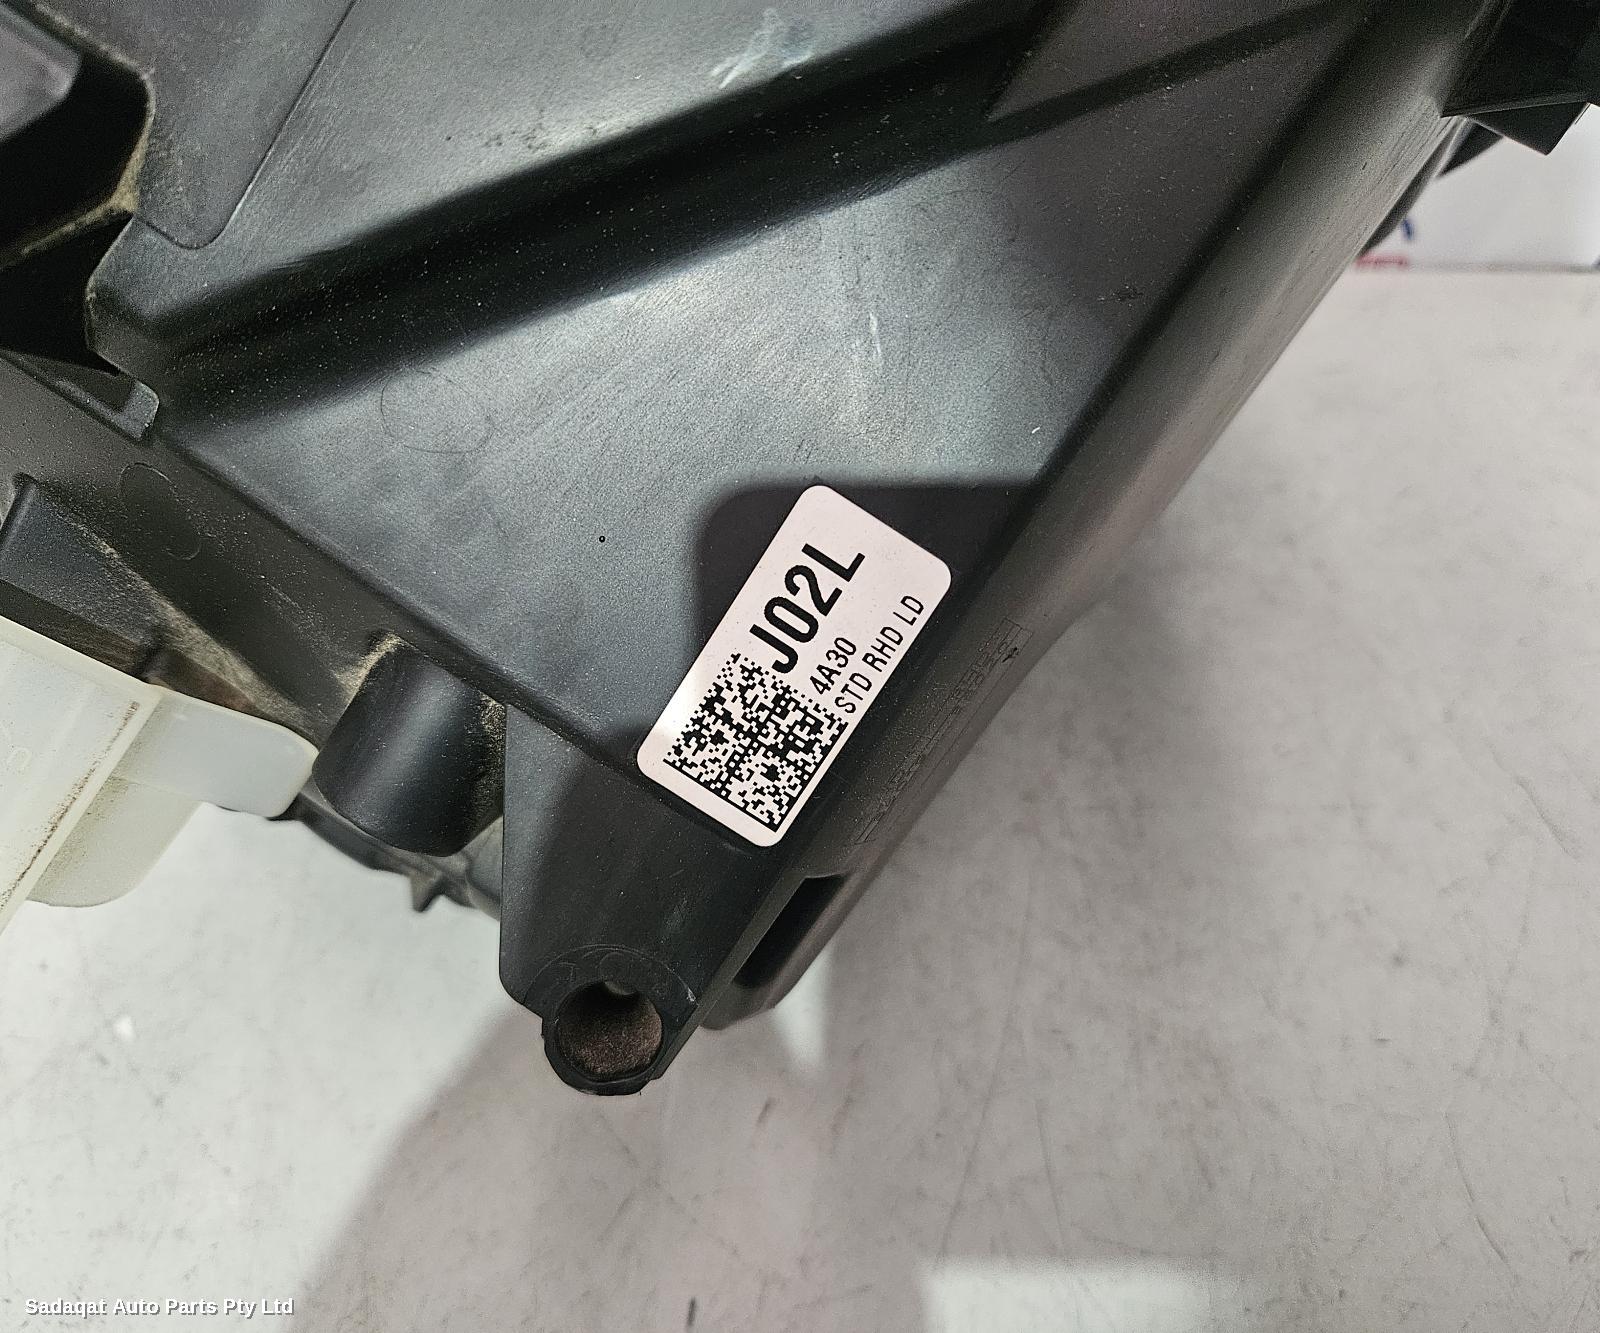 J02L
4A30
STD RHD LD
Sadaqat Auto Parts Pty Ltd